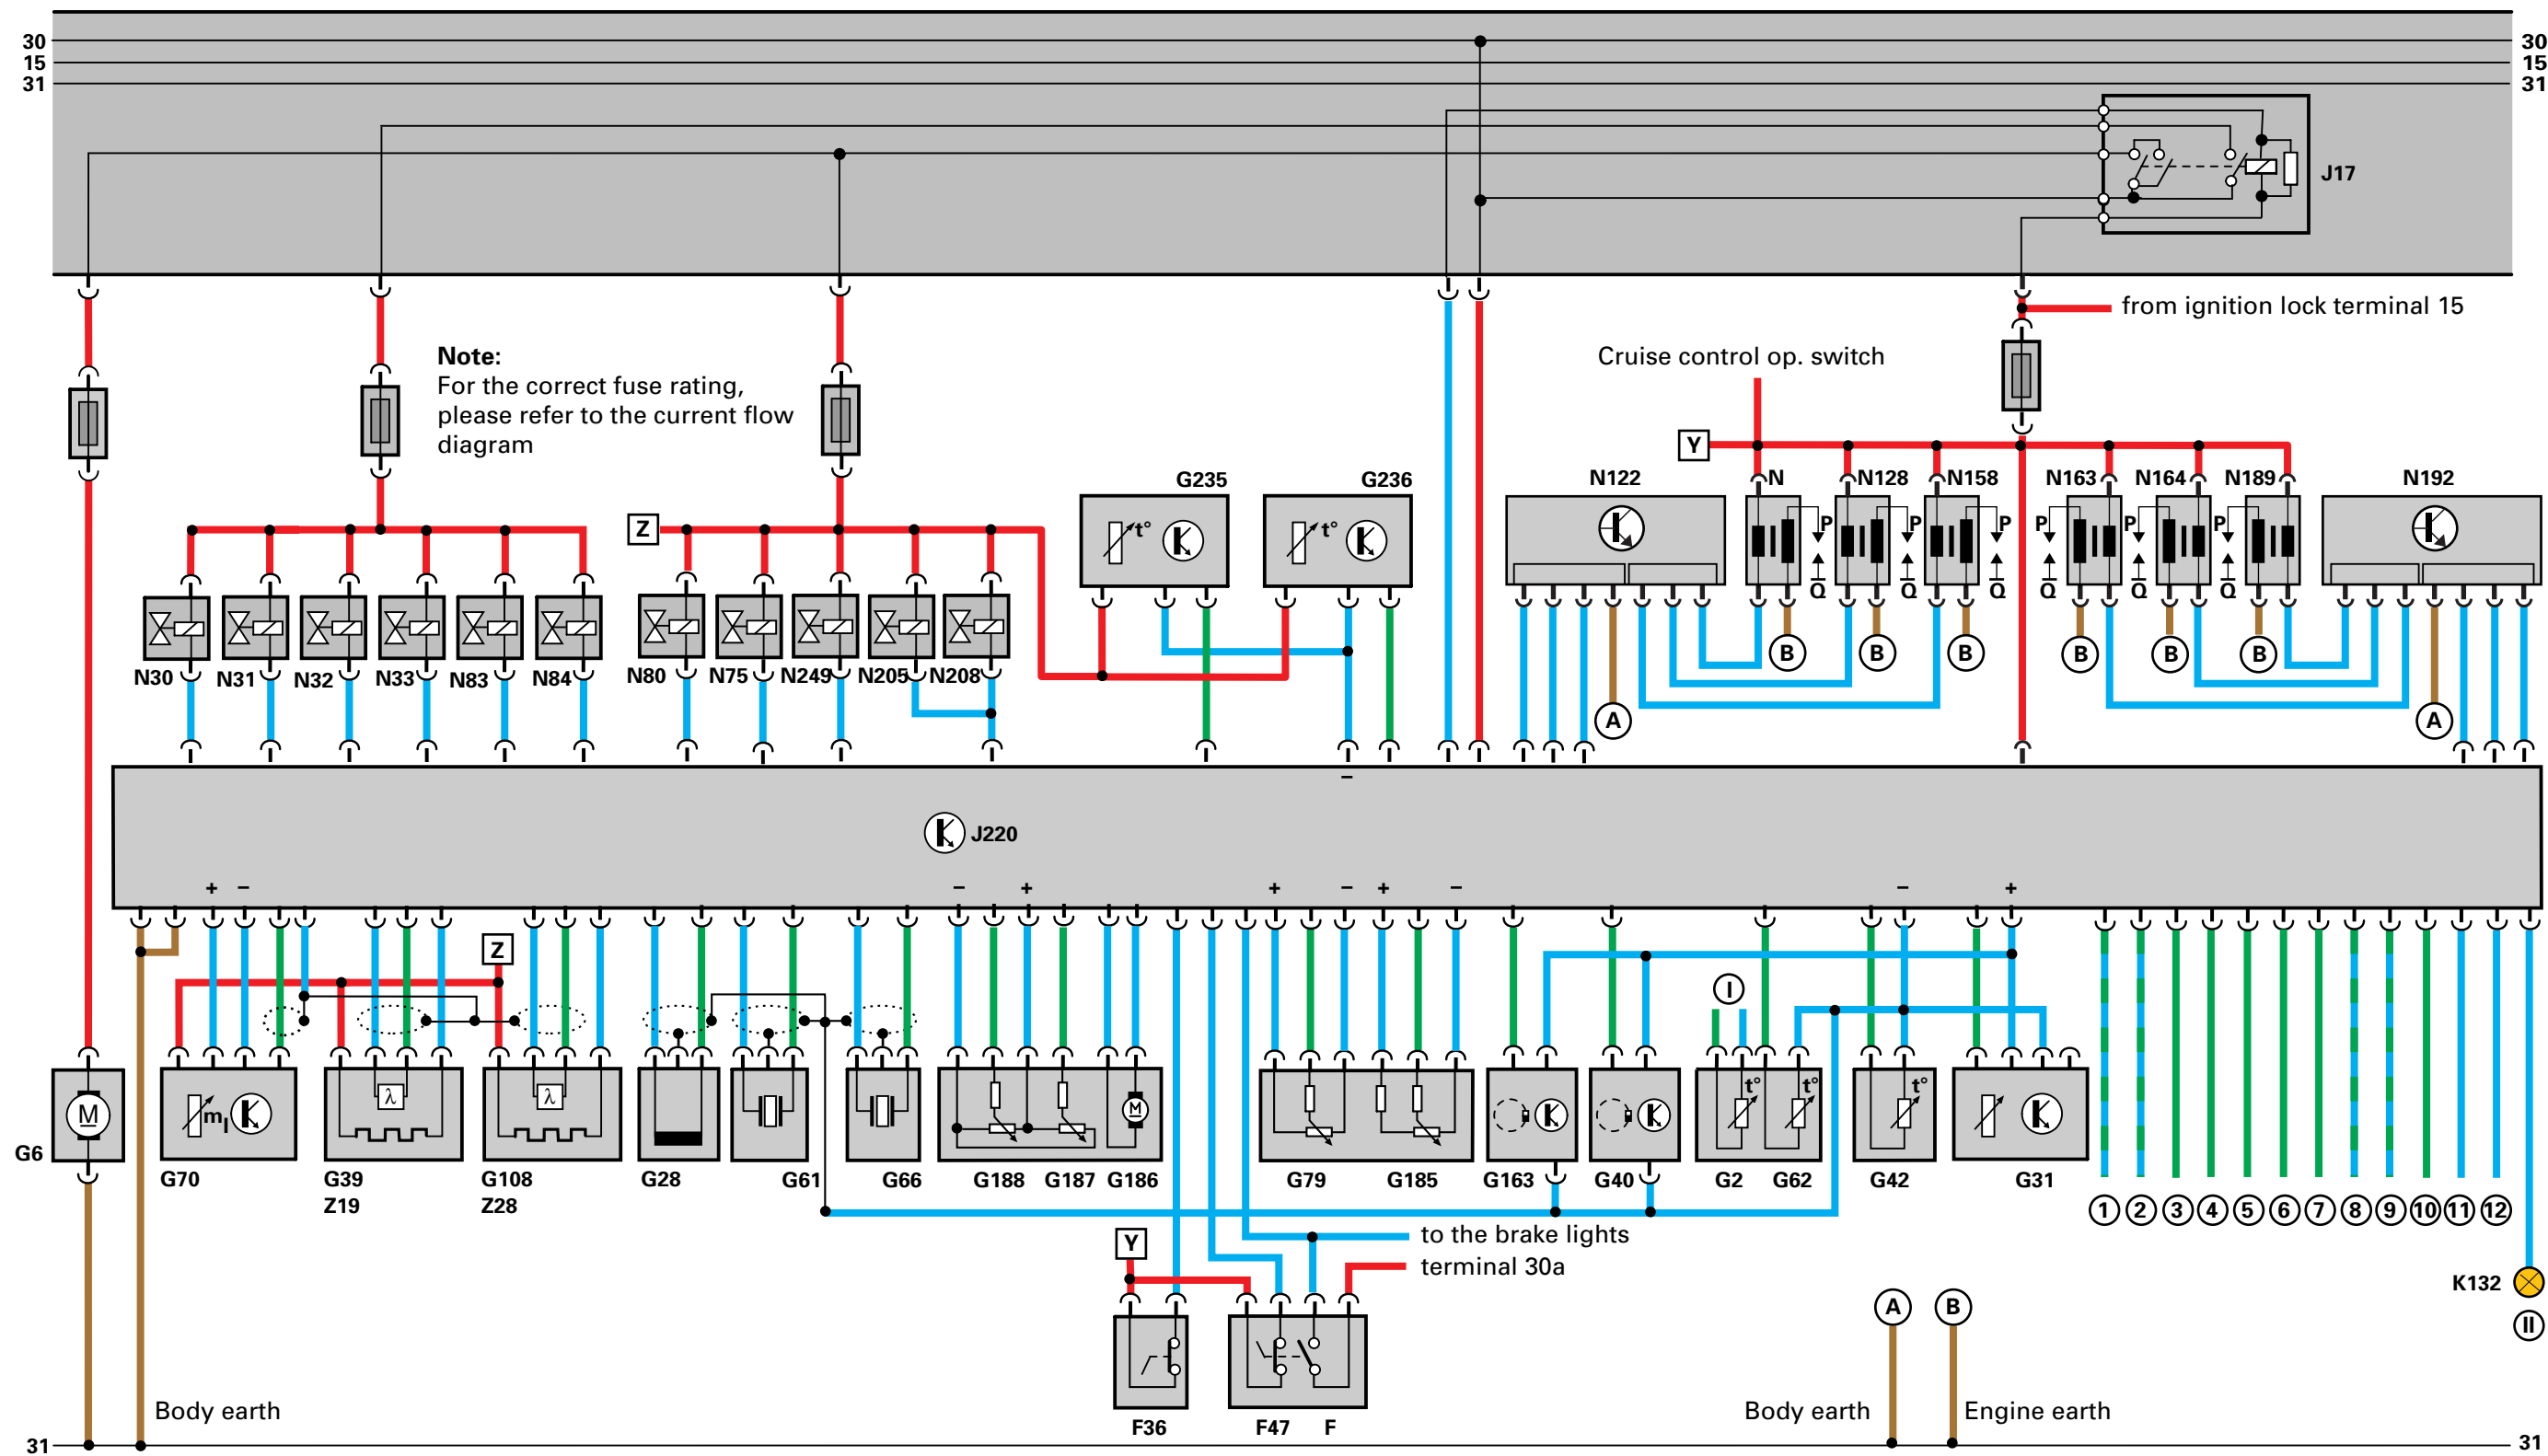 30 30
15 15
31 31
J17
from ignition lock terminal 15
Note:
For the correct fuse rating,
please refer to the current flow
diagram
Cruise control op. switch
Y
G235 G236 N122 N N128 N158 N163 N164 N189 N192
Z t° t° P P P P P P
Q Q Q Q Q Q
B B B B B B
N30 N31 N32 N33 N83 N84 N80 N75 N249 N205 N208
A A
−
J220
+ − − + + − + − − +
Z
I
t° t° t°
M mI λ λ M
G6
G70 G39 G108 G28 G61 G66 G188 G187 G186 G79 G185 G163 G40 G2 G62 G42 G31
Z19 Z28
1 2 3 4 5 6 7 8 9 10 11 12
Y to the brake lights
terminal 30a
K132
A B
II
Body earth Body earth Engine earth
F36 F47 F
31 31